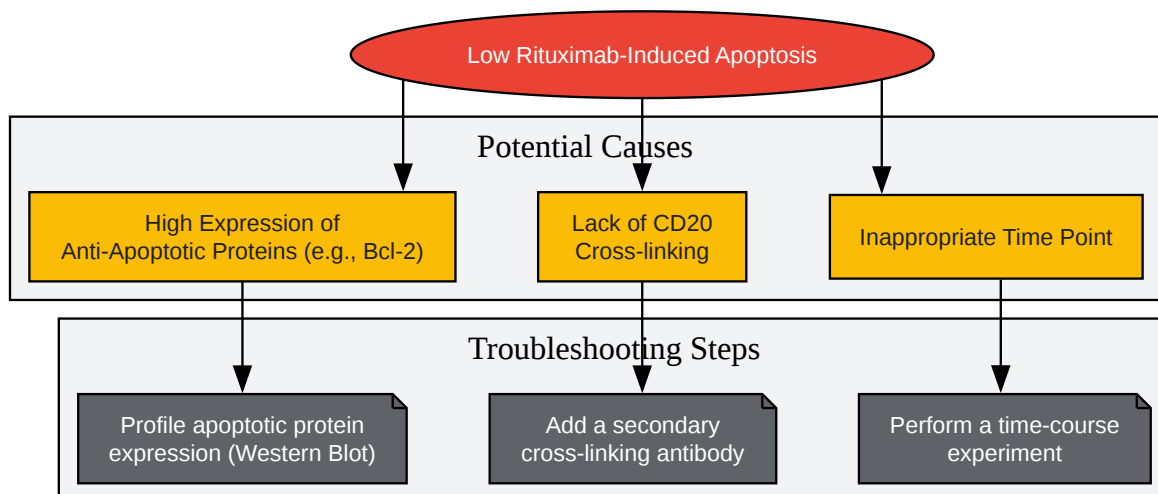 Low Rituximab-Induced Apoptosis
Potential Causes
High Expression of
Anti-Apoptotic Proteins (e.g., Bcl-2)
Lack of CD20
Cross-linking
Inappropriate Time Point
Troubleshooting Steps
Profile apoptotic protein
expression (Western Blot)
Add a secondary
cross-linking antibody
Perform a time-course
experiment